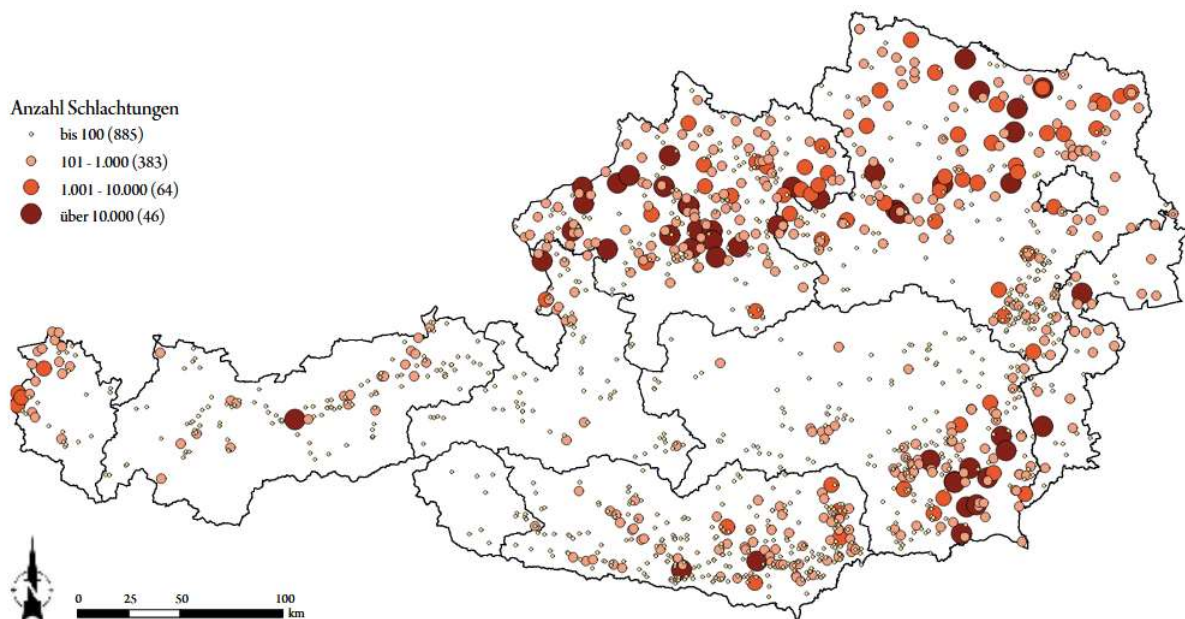 Anzahl Schlachtungen
bis 100 (885)
101 - 1.000 (383)
1.001 - 10.000 (64)
über 10.000 (46)
N
0 25 50 100
km